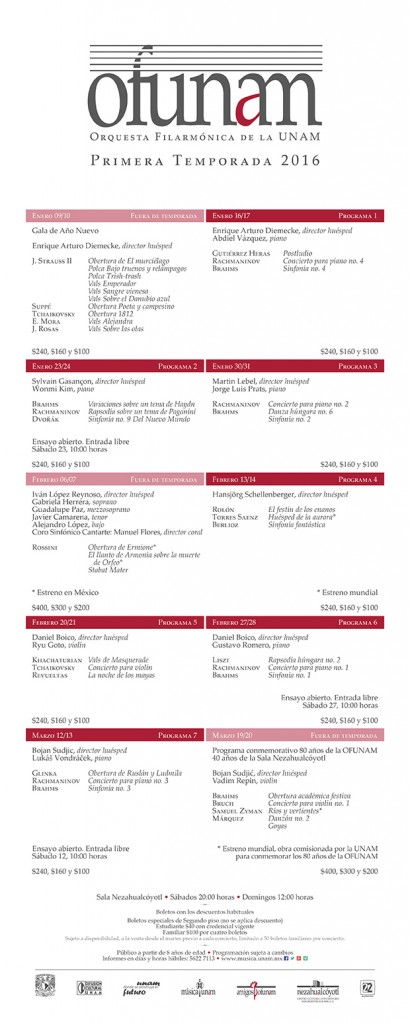 ofunam
Orquesta Filarmónica de la UNAM
Primera Temporada 2016
Enero 09/10 Fuera de temporada
Gala de Año Nuevo
Enrique Arturo Diemecke, director huésped
J. Strauss II Obertura de El murciélago
Polca Bajo truenos y relámpagos
Polca Trish-trash
Vals Emperador
Vals Sangre vienesa
Vals Sobre el Danubio azul
Suppé Obertura Poeta y campesino
Tchaikovsky Obertura 1812
E. Mora Vals Alejandra
J. Rosas Vals Sobre las olas
$240, $160 y $100
Enero 16/17 Programa 1
Enrique Arturo Diemecke, director huésped
Abdiel Vázquez, piano
Gutiérrez Heras Postludio
Rachmaninov Concierto para piano no. 4
Brahms Sinfonía no. 4
$240, $160 y $100
Enero 23/24 Programa 2
Sylvain Gasançon, director huésped
Wonmi Kim, piano
Brahms Variaciones sobre un tema de Haydn
Rachmaninov Rapsodia sobre un tema de Paganini
Dvořák Sinfonía no. 9 Del Nuevo Mundo
Ensayo abierto. Entrada libre
Sábado 23, 10:00 horas
$240, $160 y $100
Enero 30/31 Programa 3
Martin Lebel, director huésped
Jorge Luis Prats, piano
Rachmaninov Concierto para piano no. 2
Brahms Danza húngara no. 6
Sinfonía no. 2
$240, $160 y $100
Febrero 06/07 Fuera de temporada
Iván López Reynoso, director huésped
Gabriela Herrera, soprano
Guadalupe Paz, mezzosoprano
Javier Camarena, tenor
Alejandro López, bajo
Coro Sinfónico Cantarte: Manuel Flores, director coral
Rossini Obertura de Ermione*
El llanto de Armonía sobre la muerte
de Orfeo*
Stabat Mater
* Estreno en México
$400, $300 y $200
Febrero 13/14 Programa 4
Hansjörg Schellenberger, director huésped
Rolón El festín de los enanos
Torres Saenz Huésped de la aurora*
Berlioz Sinfonía fantástica
* Estreno mundial
$240, $160 y $100
Febrero 20/21 Programa 5
Daniel Boico, director huésped
Ryu Goto, violín
Khachaturian Vals de Masquerade
Tchaikovsky Concierto para violín
Revueltas La noche de los mayas
$240, $160 y $100
Febrero 27/28 Programa 6
Daniel Boico, director huésped
Gustavo Romero, piano
Liszt Rapsodia húngara no. 2
Rachmaninov Concierto para piano no. 1
Brahms Sinfonía no. 1
Ensayo abierto. Entrada libre
Sábado 27, 10:00 horas
$240, $160 y $100
Marzo 12/13 Programa 7
Bojan Sudjic, director huésped
Lukáš Vondráček, piano
Glinka Obertura de Ruslán y Ludmila
Rachmaninov Concierto para piano no. 3
Brahms Sinfonía no. 3
Ensayo abierto. Entrada libre
Sábado 12, 10:00 horas
$240, $160 y $100
Marzo 19/20 Fuera de temporada
Programa conmemorativo 80 años de la OFUNAM
40 años de la Sala Nezahualcóyotl
Bojan Sudjić, director huésped
Vadim Repin, violín
Brahms Obertura académica festiva
Bruch Concierto para violín no. 1
Samuel Zyman Ríos y vertientes*
Márquez Danzón no. 2
Goyas
* Estreno mundial, obra comisionada por la UNAM
para conmemorar los 80 años de la OFUNAM
$400, $300 y $200
Sala Nezahualcóyotl • Sábados 20:00 horas • Domingos 12:00 horas
Boletos con los descuentos habituales
Boletos especiales de Segundo piso (no se aplica descuento)
Estudiante $40 con credencial vigente
Familiar $100 por cuatro boletos
Sujeto a disponibilidad, a la venta desde el martes previo a cada concierto, limitado a 50 boletos familiares por concierto.
Público a partir de 6 años de edad • Programación sujeta a cambios
Informes en días y horas hábiles: 5622 7113 • www.musica.unam.mx
unam
futuro
músicaunam
amigosofunam
nezahualcóyotl